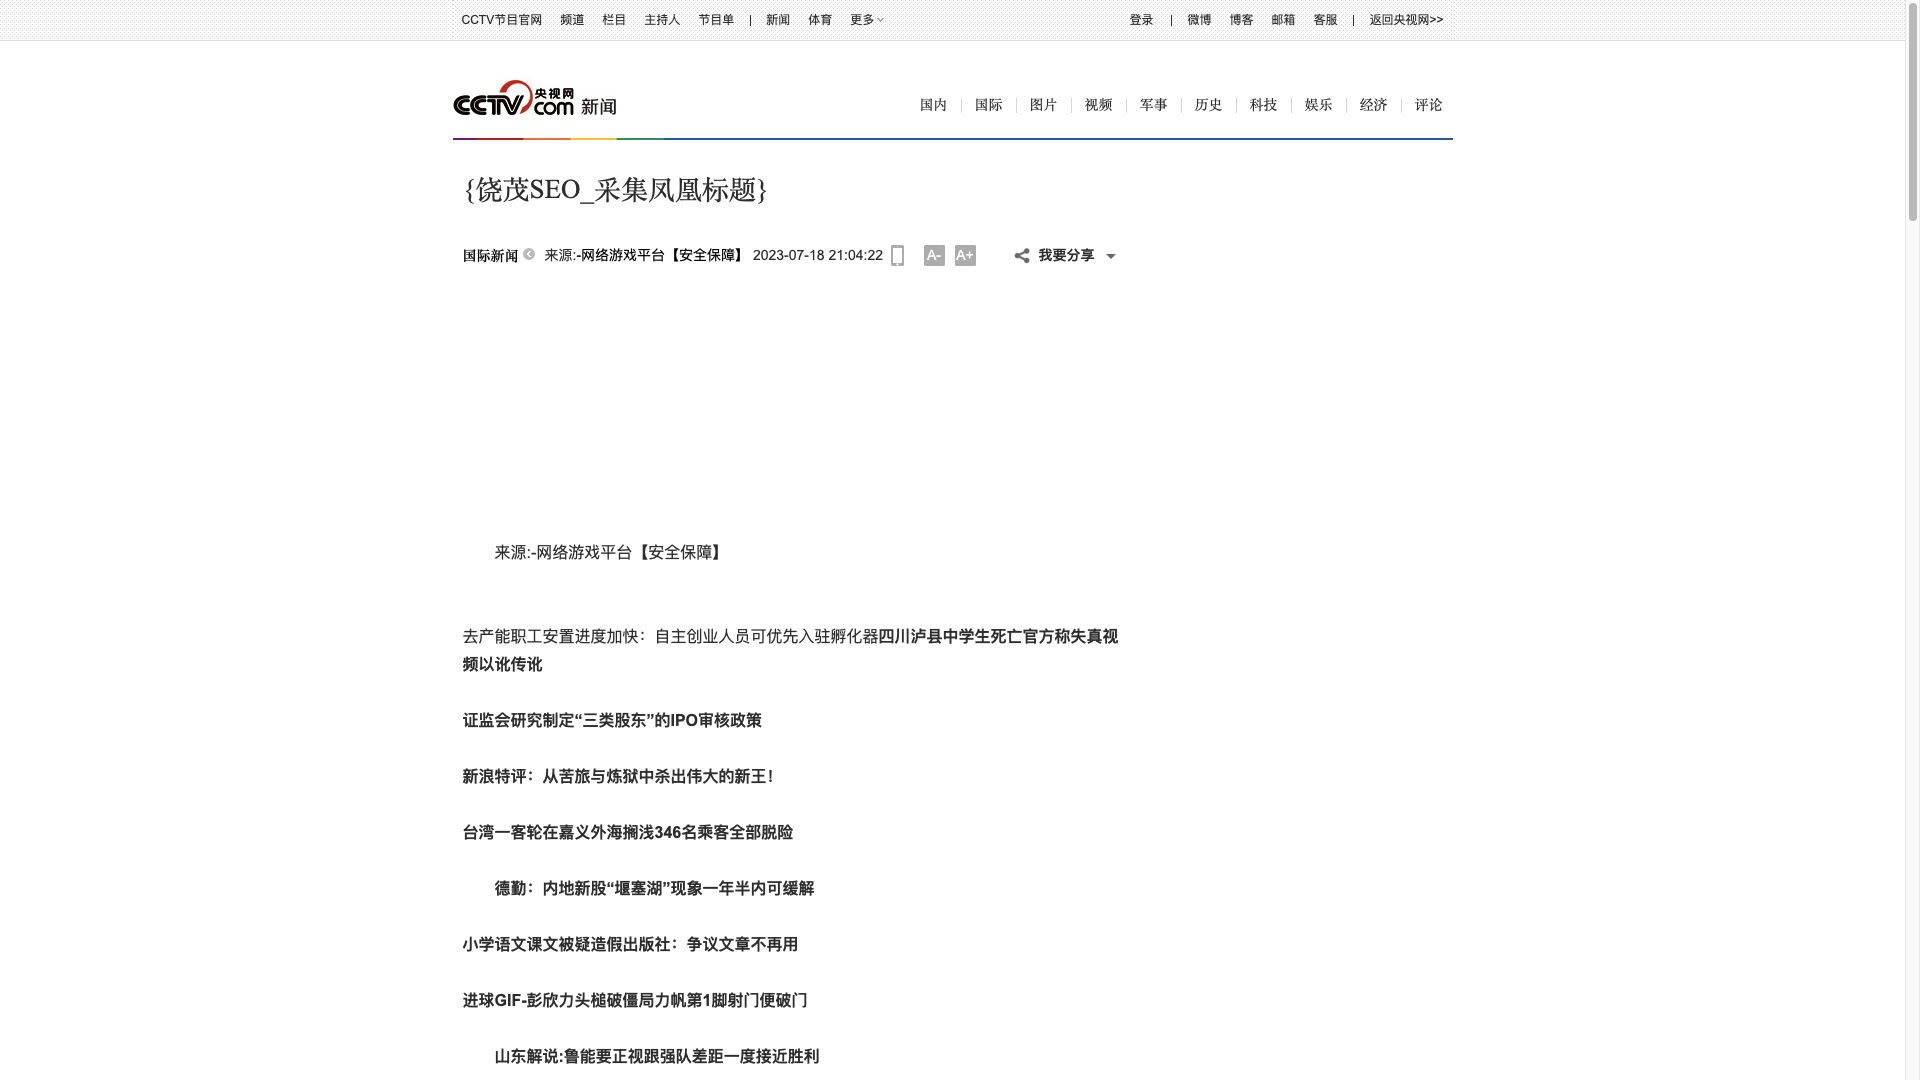 CCTV节目官网 频道 栏目 主持人 节目单 | 新闻 体育 更多 登录 | 微博 博客 邮箱 客服 | 返回央视网>>
CCTV.com 央视网 新闻
国内 国际 图片 视频 军事 历史 科技 娱乐 经济 评论
{饶茂SEO_采集凤凰标题}
国际新闻 来源:-网络游戏平台【安全保障】 2023-07-18 21:04:22 A- A+ 我要分享
来源:-网络游戏平台【安全保障】
去产能职工安置进度加快：自主创业人员可优先入驻孵化器四川泸县中学生死亡官方称失真视
频以讹传讹
证监会研究制定“三类股东”的IPO审核政策
新浪特评：从苦旅与炼狱中杀出伟大的新王！
台湾一客轮在嘉义外海搁浅346名乘客全部脱险
德勤：内地新股“堰塞湖”现象一年半内可缓解
小学语文课文被疑造假出版社：争议文章不再用
进球GIF-彭欣力头槌破僵局力帆第1脚射门便破门
山东解说:鲁能要正视跟强队差距一度接近胜利